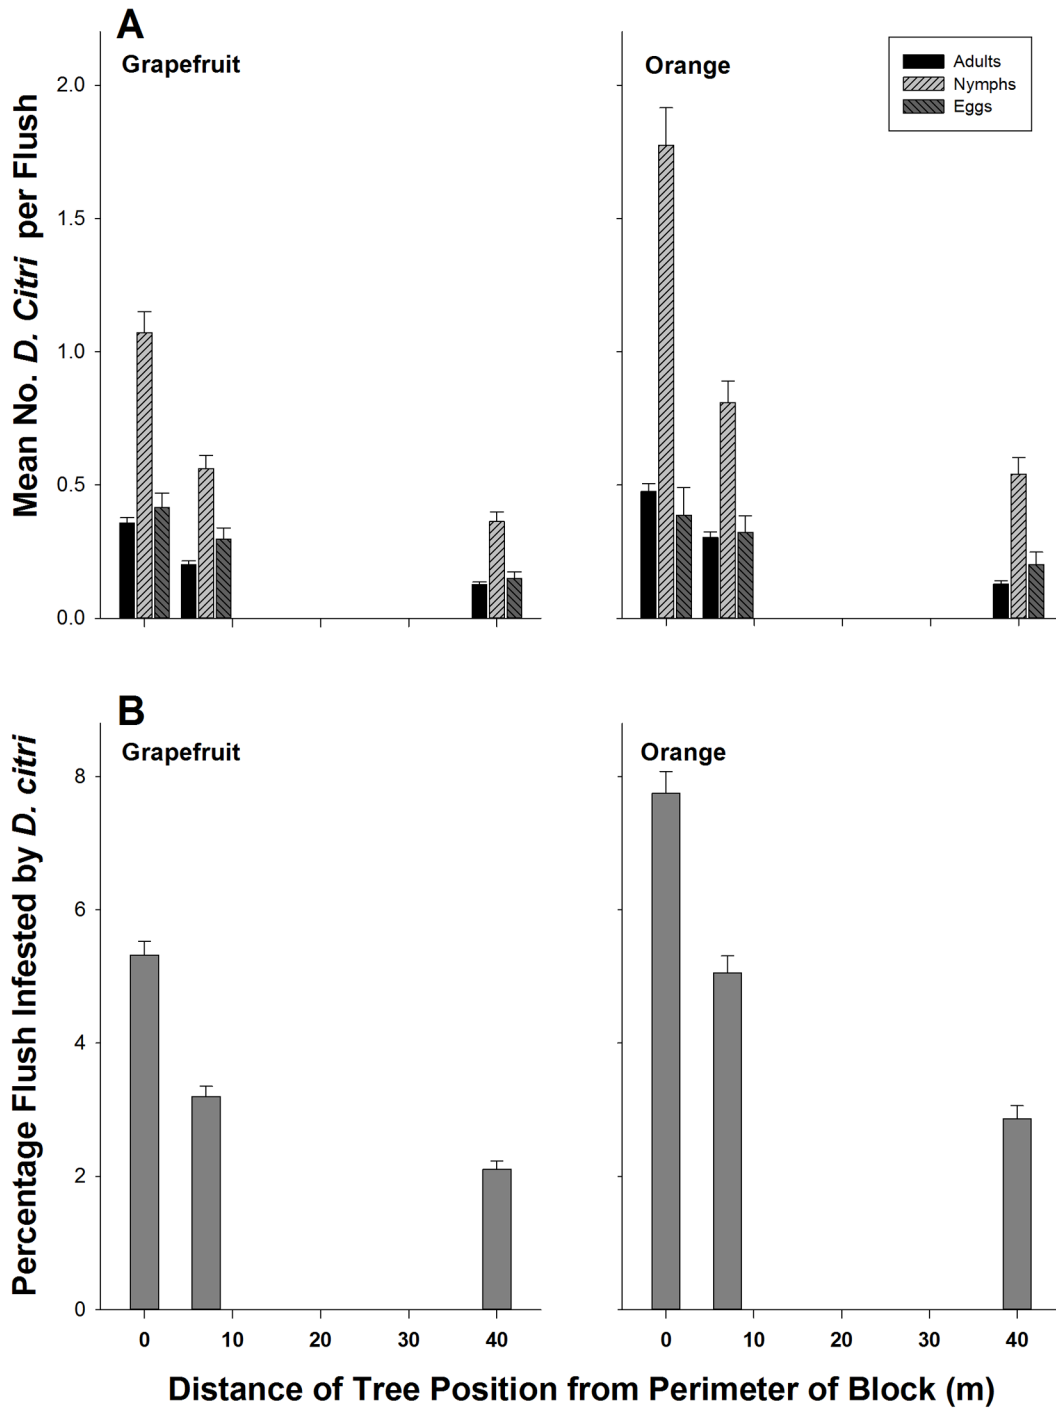 A
Grapefruit
Orange
Adults
Nymphs
Eggs
Mean No. D. Citri per Flush
2.0
1.5
1.0
0.5
0.0
B
Grapefruit
Orange
Percentage Flush Infested by D. citri
8
6
4
2
0
0 10 20 30 40
0 10 20 30 40
Distance of Tree Position from Perimeter of Block (m)